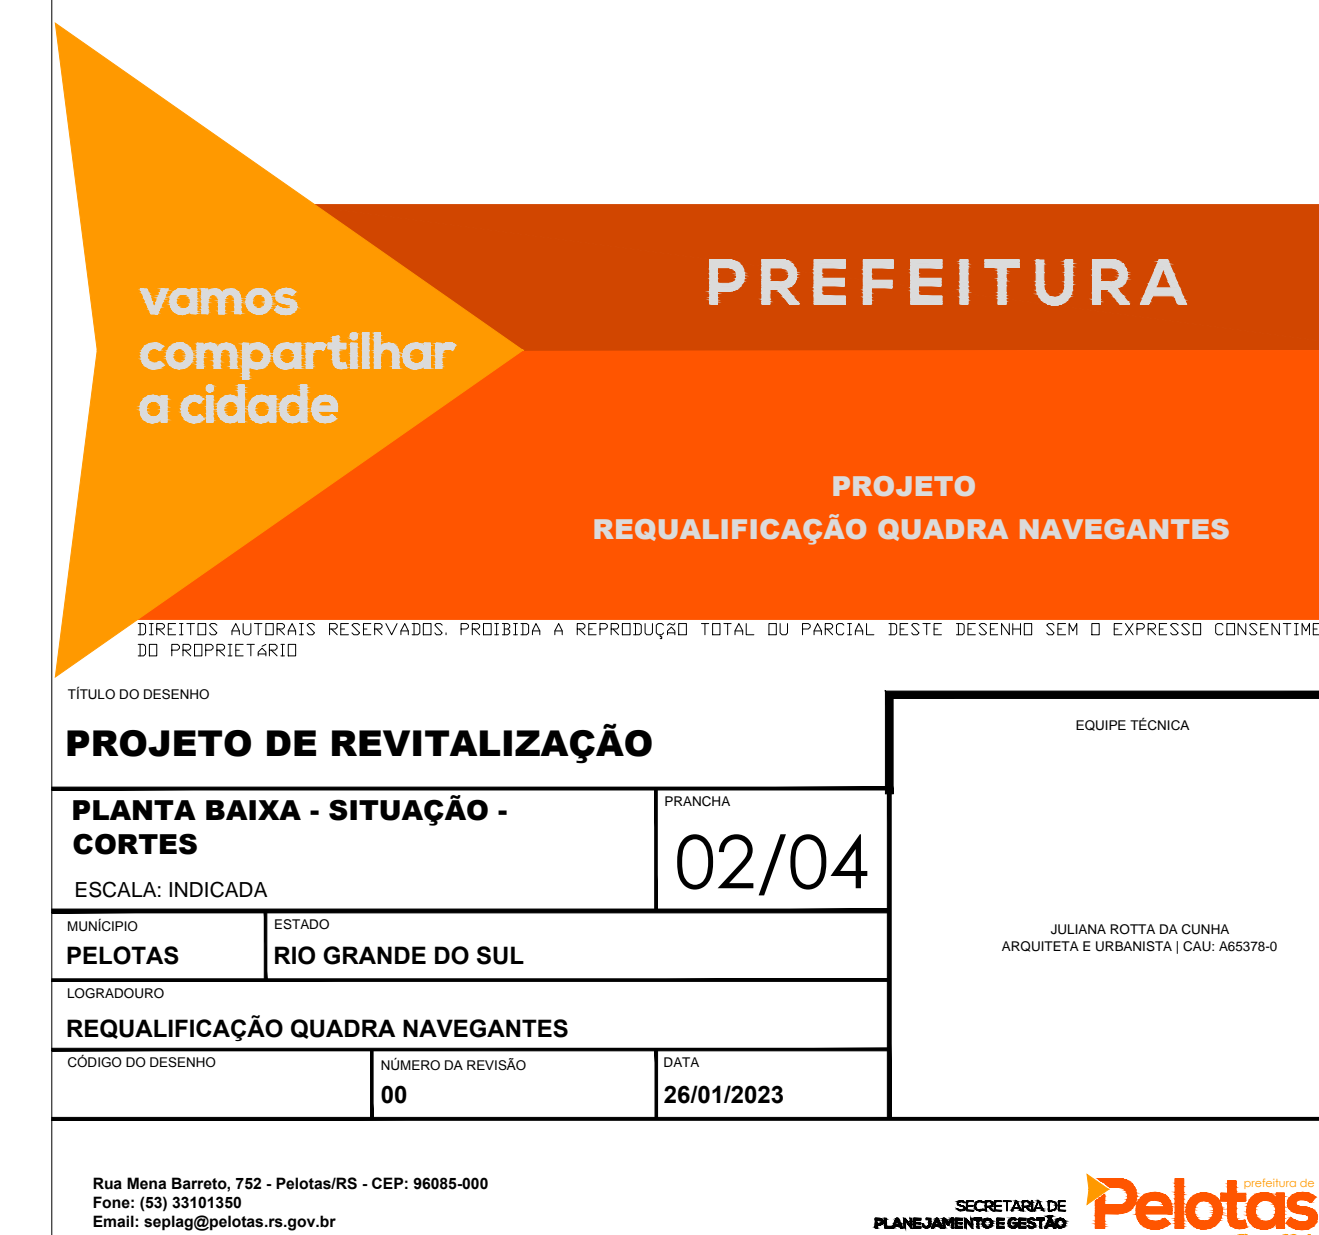 vamos
compartilhar
a cidade
PREFEITURA
PROJETO
REQUALIFICAÇÃO QUADRA NAVEGANTES
DIREITOS AUTORAIS RESERVADOS. PROIBIDA A REPRODUÇÃO TOTAL OU PARCIAL DESTE DESENHO SEM O EXPRESSO CONSENTIME
DO PROPRIETÁRIO
TÍTULO DO DESENHO
PROJETO DE REVITALIZAÇÃO
PLANTA BAIXA - SITUAÇÃO -
CORTES
ESCALA: INDICADA
PRANCHA
02/04
MUNÍCIPIO
PELOTAS
ESTADO
RIO GRANDE DO SUL
LOGRADOURO
REQUALIFICAÇÃO QUADRA NAVEGANTES
CÓDIGO DO DESENHO
NÚMERO DA REVISÃO
00
DATA
26/01/2023
EQUIPE TÉCNICA
JULIANA ROTTA DA CUNHA
ARQUITETA E URBANISTA | CAU: A65378-0
Rua Mena Barreto, 752 - Pelotas/RS - CEP: 96085-000
Fone: (53) 33101350
Email: seplag@pelotas.rs.gov.br
SECRETARIA DE
PLANEJAMENTO E GESTÃO
prefeitura de
Pelotas